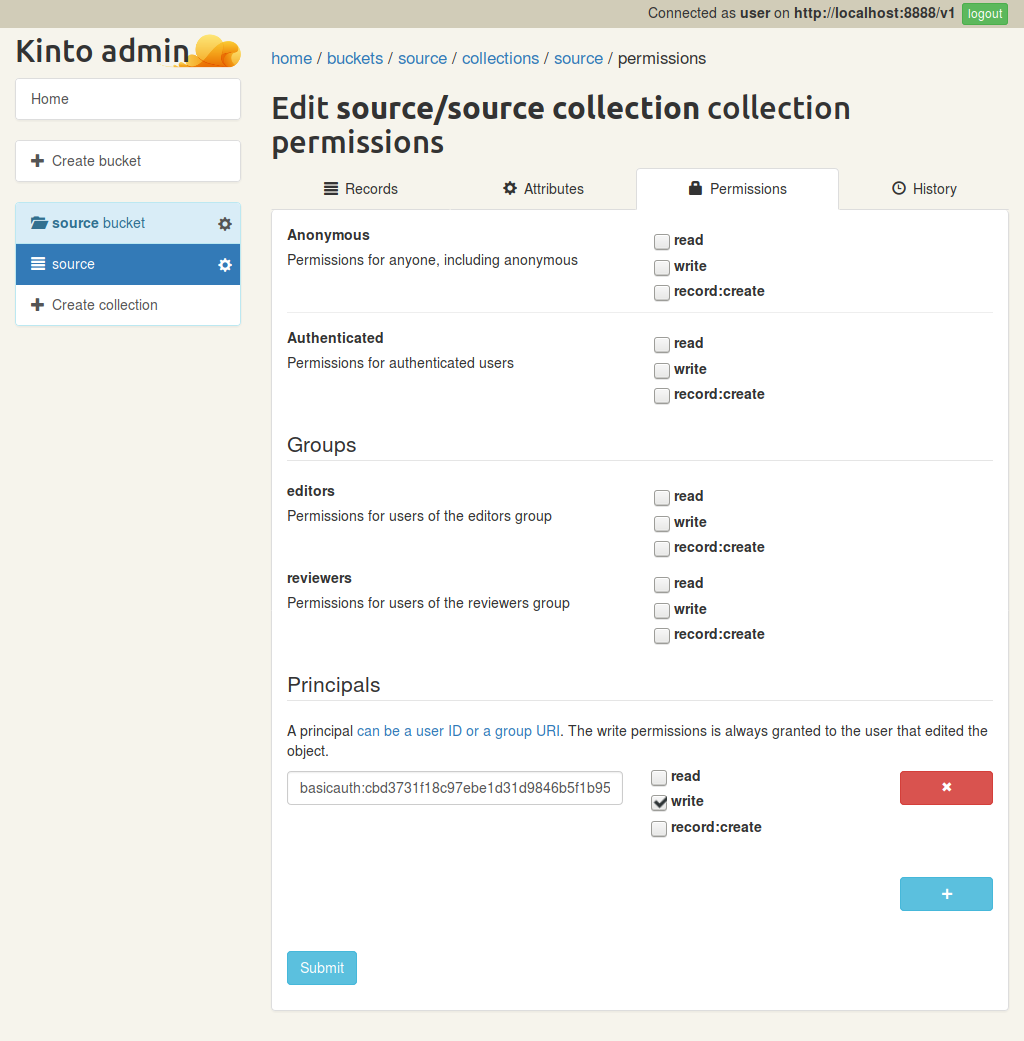 Connected as user on http://localhost:8888/v1 logout
Kinto admin
Home
Create bucket
source bucket
source
Create collection
home / buckets / source / collections / source / permissions
Edit source/source collection collection
permissions
Records
Attributes
Permissions
History
Anonymous
Permissions for anyone, including anonymous
read
write
record:create
Authenticated
Permissions for authenticated users
read
write
record:create
Groups
editors
Permissions for users of the editors group
read
write
record:create
reviewers
Permissions for users of the reviewers group
read
write
record:create
Principals
A principal can be a user ID or a group URI. The write permissions is always granted to the user that edited the
object.
basicauth:cbd3731f18c97ebe1d31d9846b5f1b95
read
write
record:create
Submit